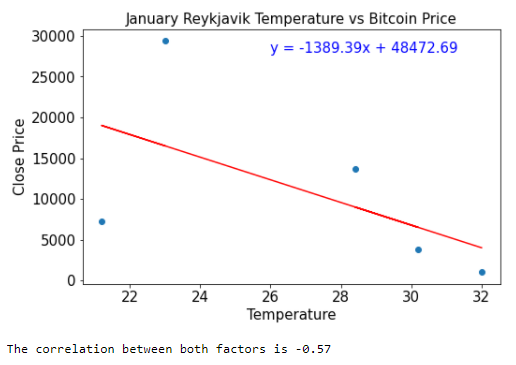 January Reykjavik Temperature vs Bitcoin Price
y = -1389.39x + 48472.69
30000
25000
20000
15000
10000
5000
0
Close Price
22 24 26 28 30 32
Temperature
The correlation between both factors is -0.57